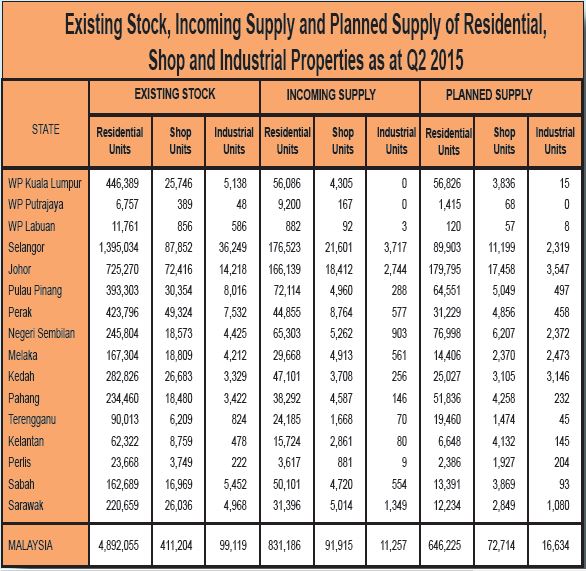 Existing Stock, Incoming Supply and Planned Supply of Residential,
Shop and Industrial Properties as at Q2 2015
STATE EXISTING STOCK INCOMING SUPPLY PLANNED SUPPLY
Residential Units Shop Units Industrial Units Residential Units Shop Units Industrial Units Residential Units Shop Units Industrial Units
WP Kuala Lumpur 446,389 25,746 5,138 56,086 4,305 0 56,826 3,836 15
WP Putrajaya 6,757 389 48 9,200 167 0 1,415 68 0
WP Labuan 11,761 856 586 882 92 3 120 57 8
Selangor 1,395,034 87,852 36,249 176,523 21,601 3,717 89,903 11,199 2,319
Johor 725,270 72,416 14,218 166,139 18,412 2,744 179,795 17,458 3,547
Pulau Pinang 393,303 30,354 8,016 72,114 4,960 288 64,551 5,049 497
Perak 423,796 49,324 7,532 44,855 8,764 577 31,229 4,856 458
Negeri Sembilan 245,804 18,573 4,425 65,303 5,262 903 76,998 6,207 2,372
Melaka 167,304 18,809 4,212 29,668 4,913 561 14,406 2,370 2,473
Kedah 282,826 26,683 3,329 47,101 3,708 256 25,027 3,105 3,146
Pahang 234,460 18,480 3,422 38,292 4,587 146 51,836 4,258 232
Terengganu 90,013 6,209 824 24,185 1,668 70 19,460 1,474 45
Kelantan 62,322 8,759 478 15,724 2,861 80 6,648 4,132 145
Perlis 23,668 3,749 222 3,617 881 9 2,386 1,927 204
Sabah 162,689 16,969 5,452 50,101 4,720 554 13,391 3,869 93
Sarawak 220,659 26,036 4,968 31,396 5,014 1,349 12,234 2,849 1,080
MALAYSIA 4,892,055 411,204 99,119 831,186 91,915 11,257 646,225 72,714 16,634